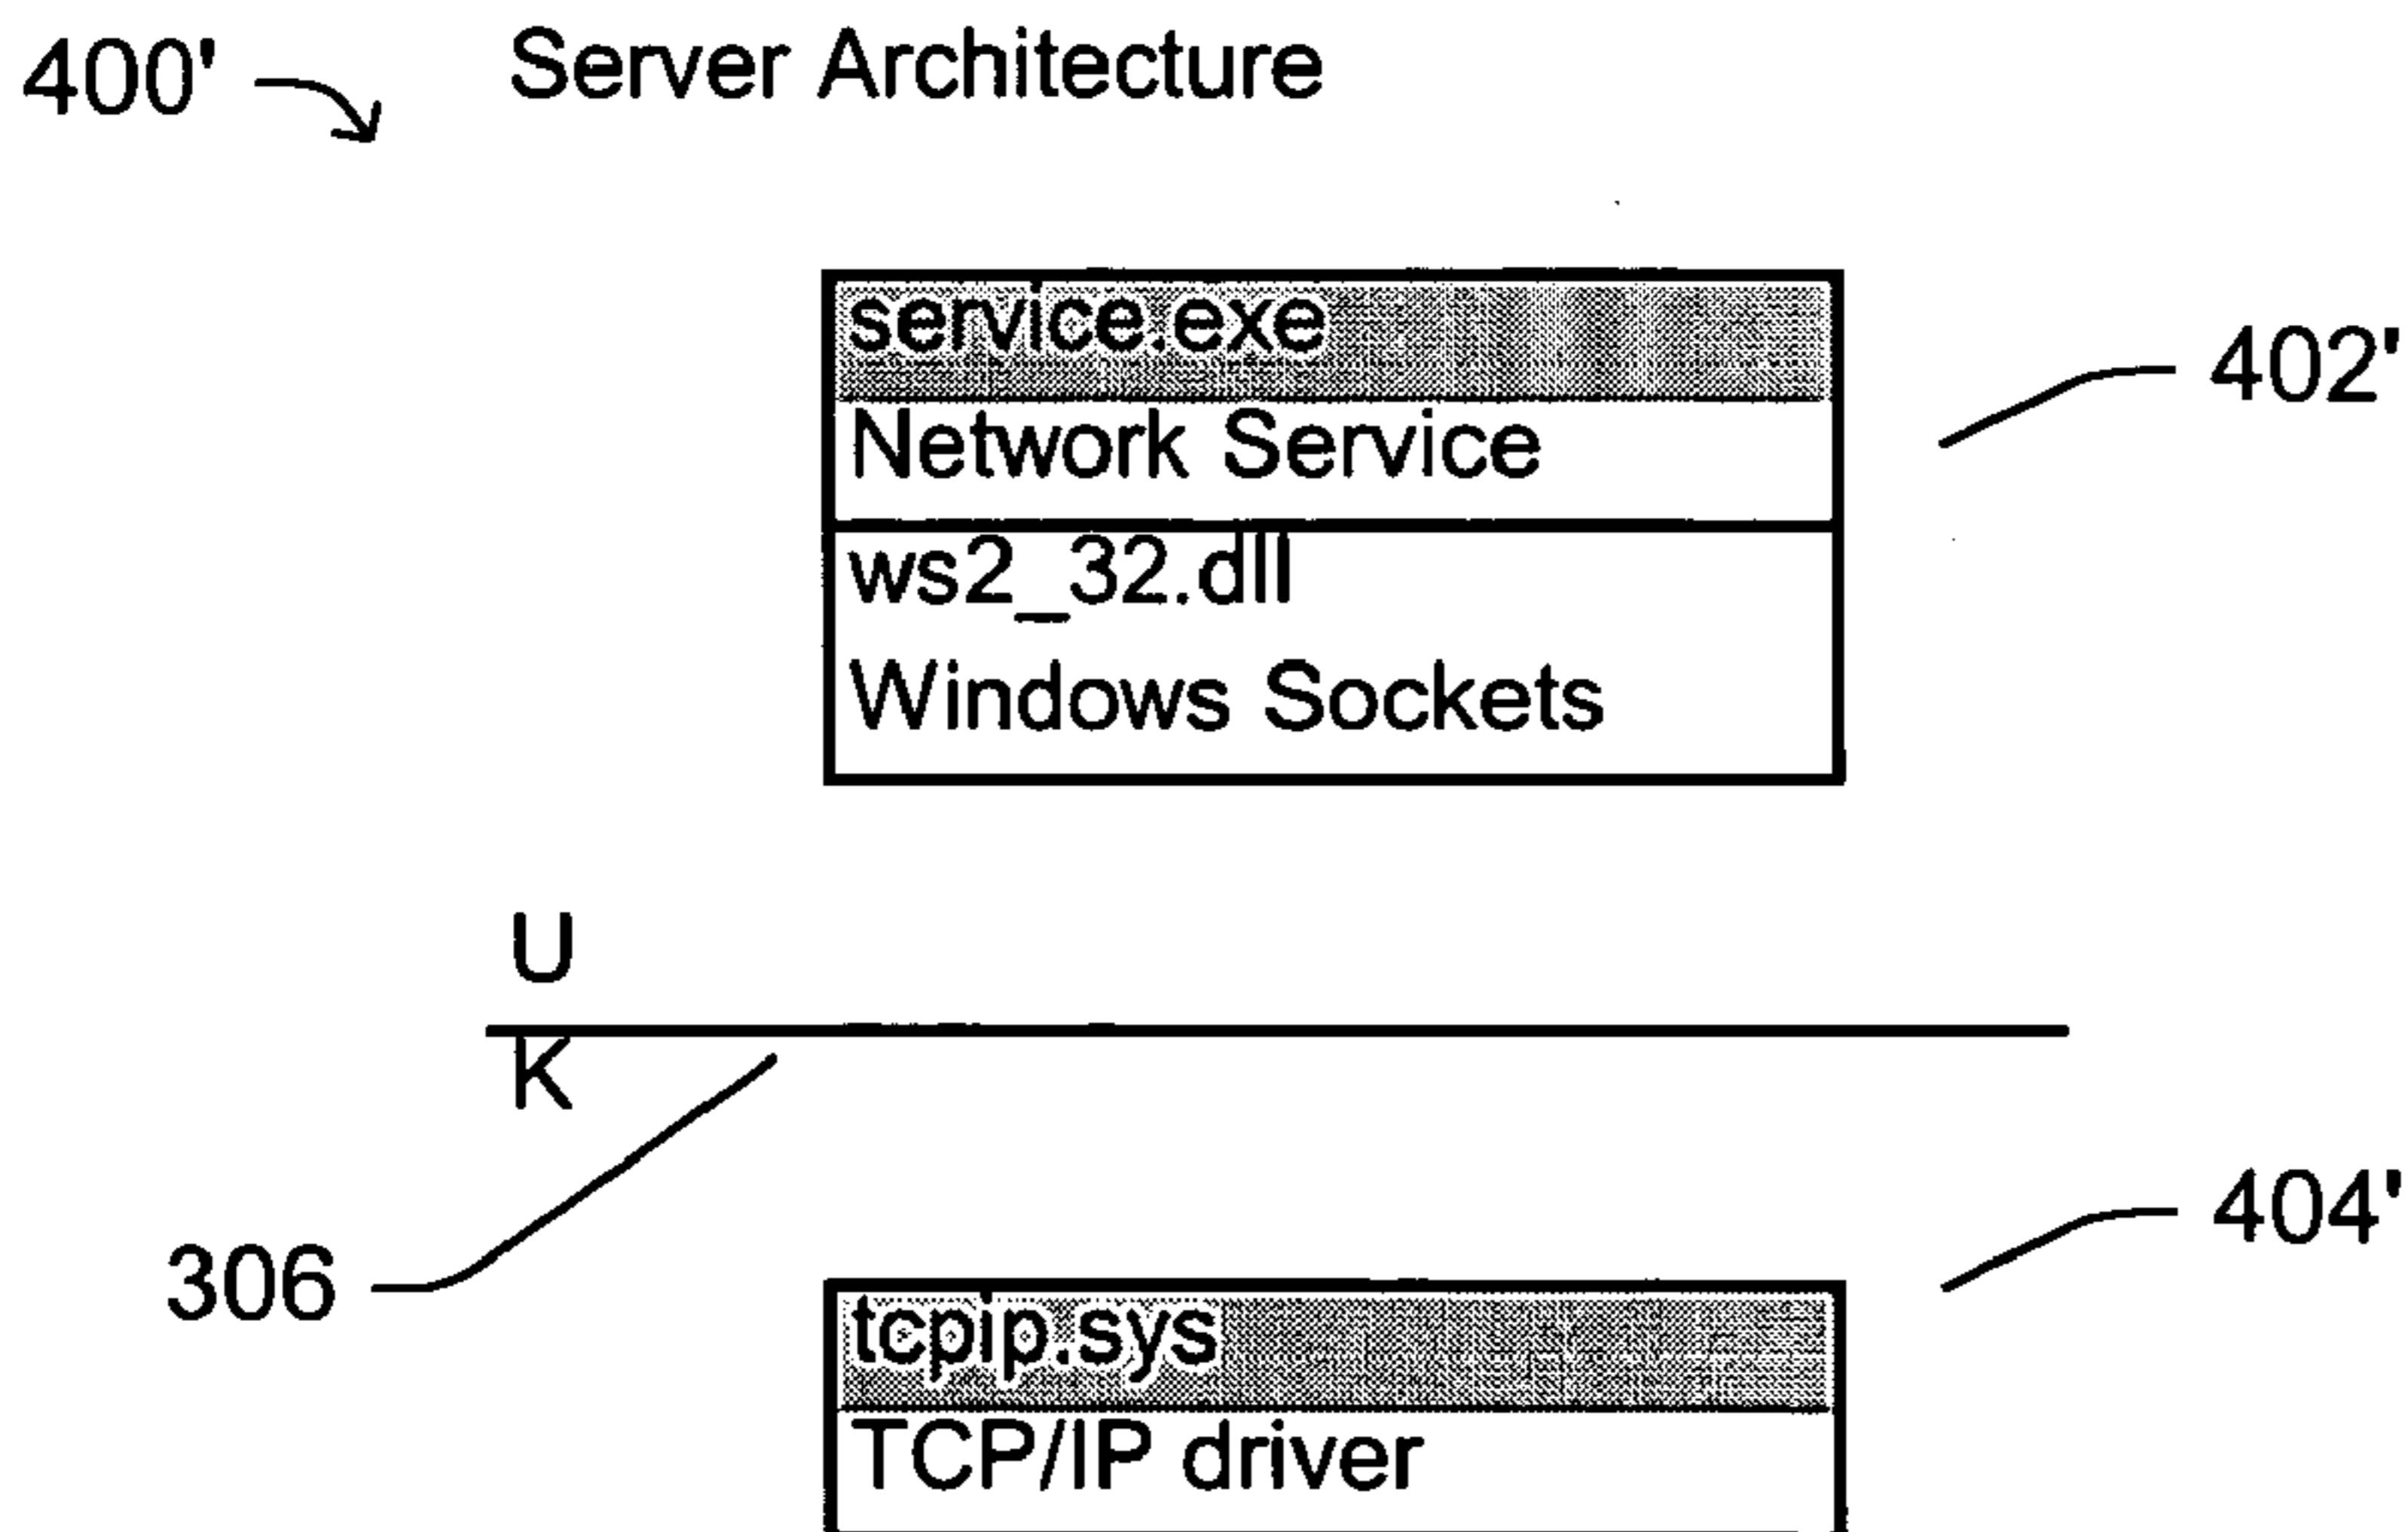 400'
Server Architecture
service.exe
Network Service
402'
ws2_32.dll
Windows Sockets
U
K
306
404'
tcpip.sys
TCP/IP driver